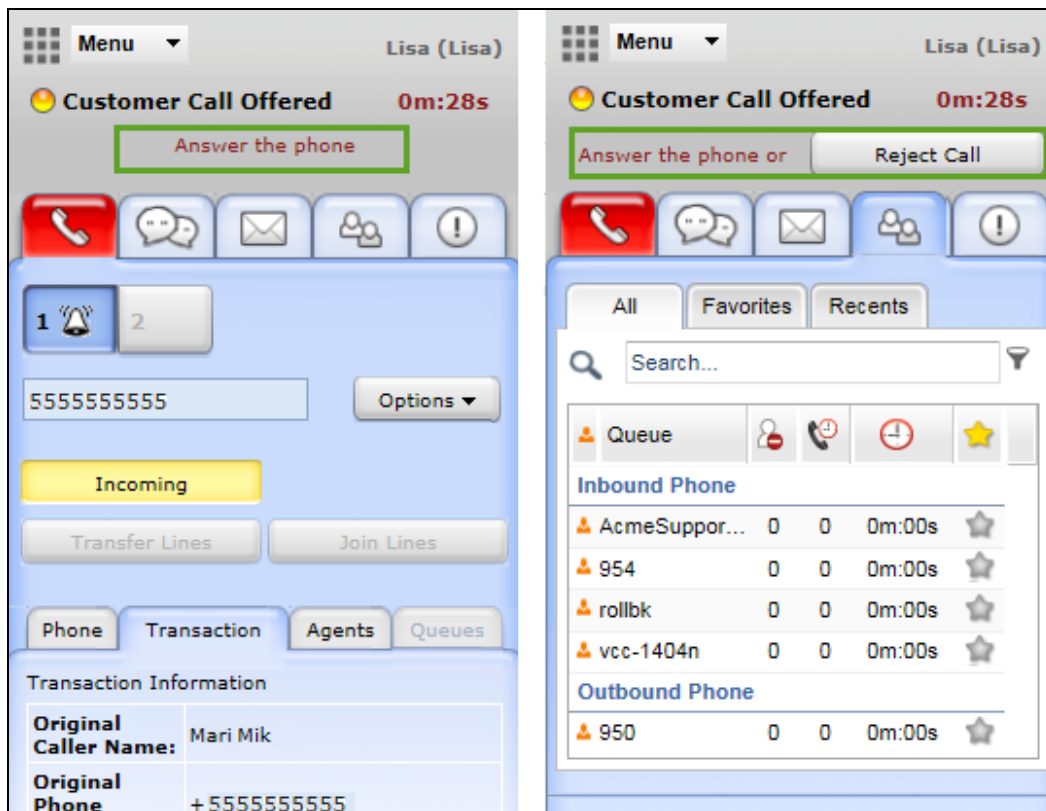 Menu
Lisa (Lisa)
Customer Call Offered 0m:28s
Answer the phone
1 2
5555555555
Options
Incoming
Transfer Lines Join Lines
Phone Transaction Agents Queues
Transaction Information
Original Caller Name: Mari Mik
Original Phone +5555555555
Menu
Lisa (Lisa)
Customer Call Offered 0m:28s
Answer the phone or Reject Call
All Favorites Recents
Search...
Queue
Inbound Phone
AcmeSuppor... 0 0 0m:00s
954 0 0 0m:00s
rollbk 0 0 0m:00s
vcc-1404n 0 0 0m:00s
Outbound Phone
950 0 0 0m:00s